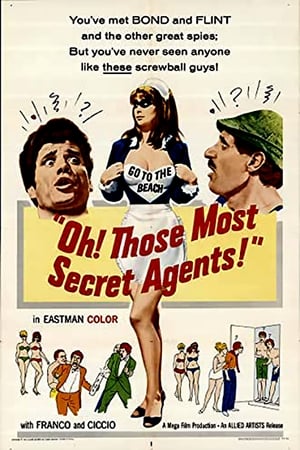 You've met BOND and FLINT
and the other great spies;
But you've never seen anyone
like these screwball guys!
GO TO THE
BEACH
"Oh! Those Most
Secret Agents!"
in EASTMAN COLOR
with FRANCO and CICCIO
A Mega Film Production - An ALLIED ARTISTS Release